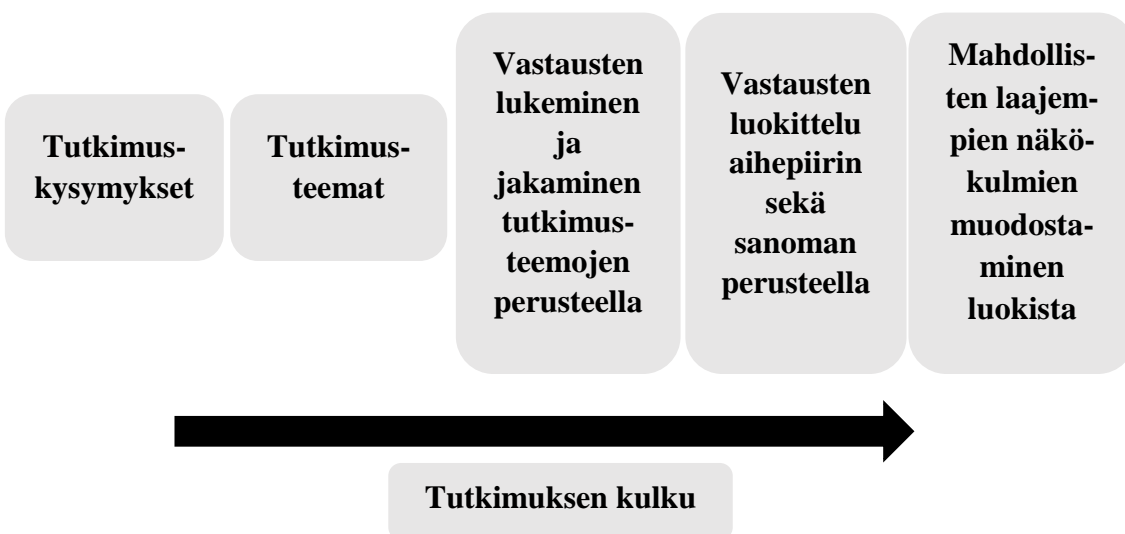 Tutkimus-
kysymykset
Tutkimus-
teemat
Vastausten
lukeminen
ja
jakaminen
tutkimus-
teemojen
perusteella
Vastausten
luokittelu
aihepiirin
sekä
sanoman
perusteella
Mahdollis-
ten laajem-
pien näkö-
kulmien
muodosta-
minen
luokista
Tutkimuksen kulku